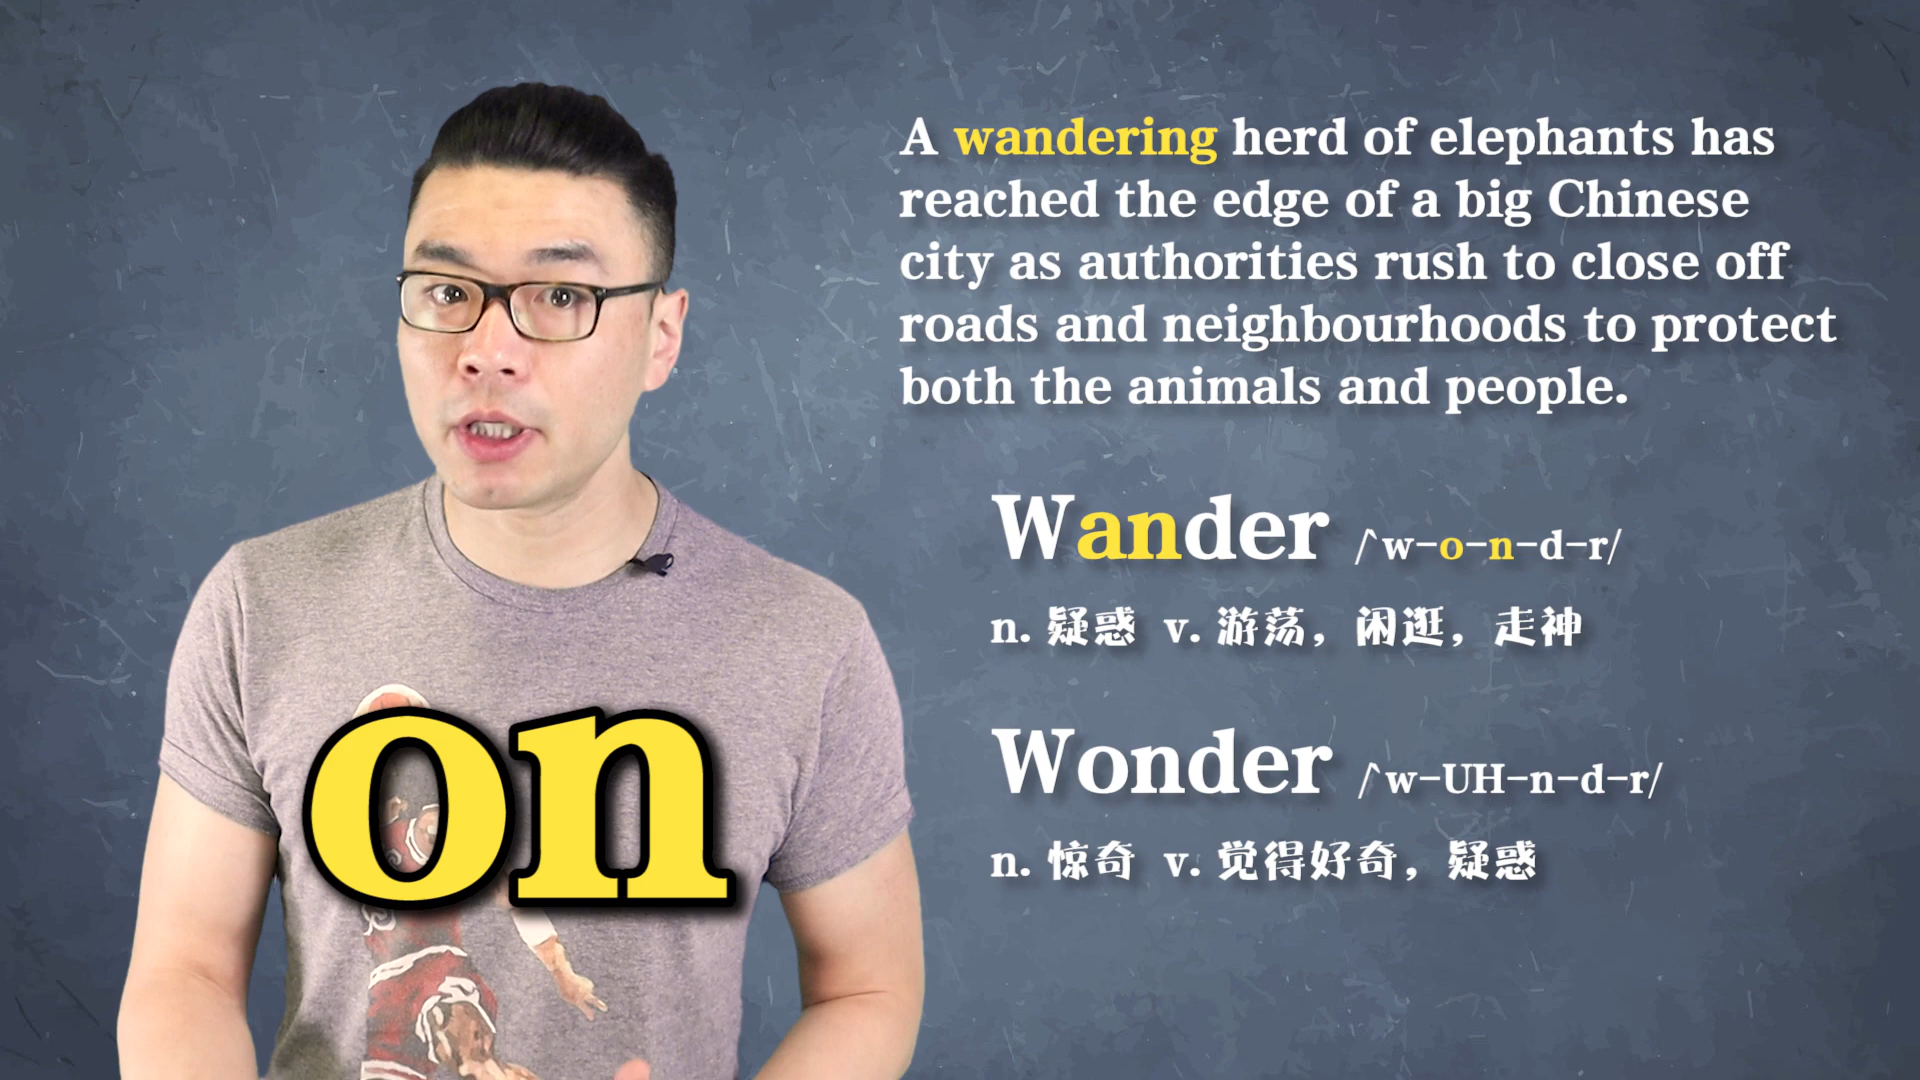 A wandering herd of elephants has
reached the edge of a big Chinese
city as authorities rush to close off
roads and neighbourhoods to protect
both the animals and people.
Wander /ˈw-o-n-d-r/
n. 疑惑 v. 游荡，闲逛，走神
on
Wonder /ˈw-UH-n-d-r/
n. 惊奇 v. 觉得好奇，疑惑